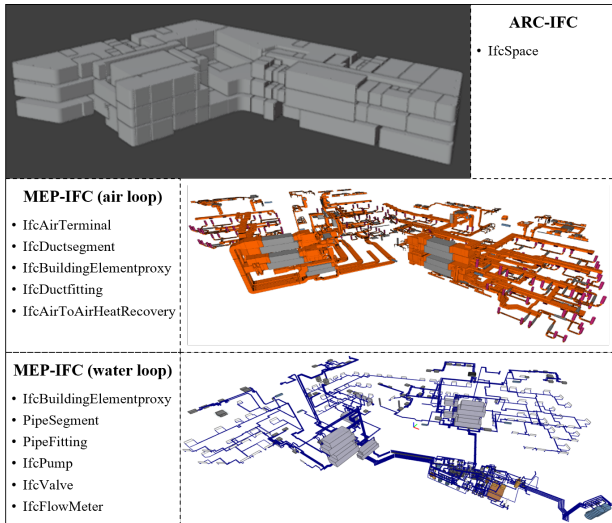 ARC-IFC
• IfcSpace
MEP-IFC (air loop)
• IfcAirTerminal
• IfcDuctsegment
• IfcBuildingElementproxy
• IfcDuctfitting
• IfcAirToAirHeatRecovery
MEP-IFC (water loop)
• IfcBuildingElementproxy
• PipeSegment
• PipeFitting
• IfcPump
• IfcValve
• IfcFlowMeter